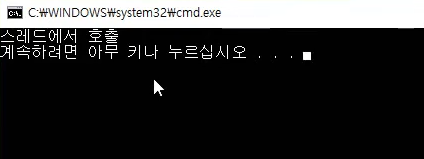 C:\WINDOWS\system32\cmd.exe
스레드에서 호출
계속하려면 아무 키나 누르십시오 . . .